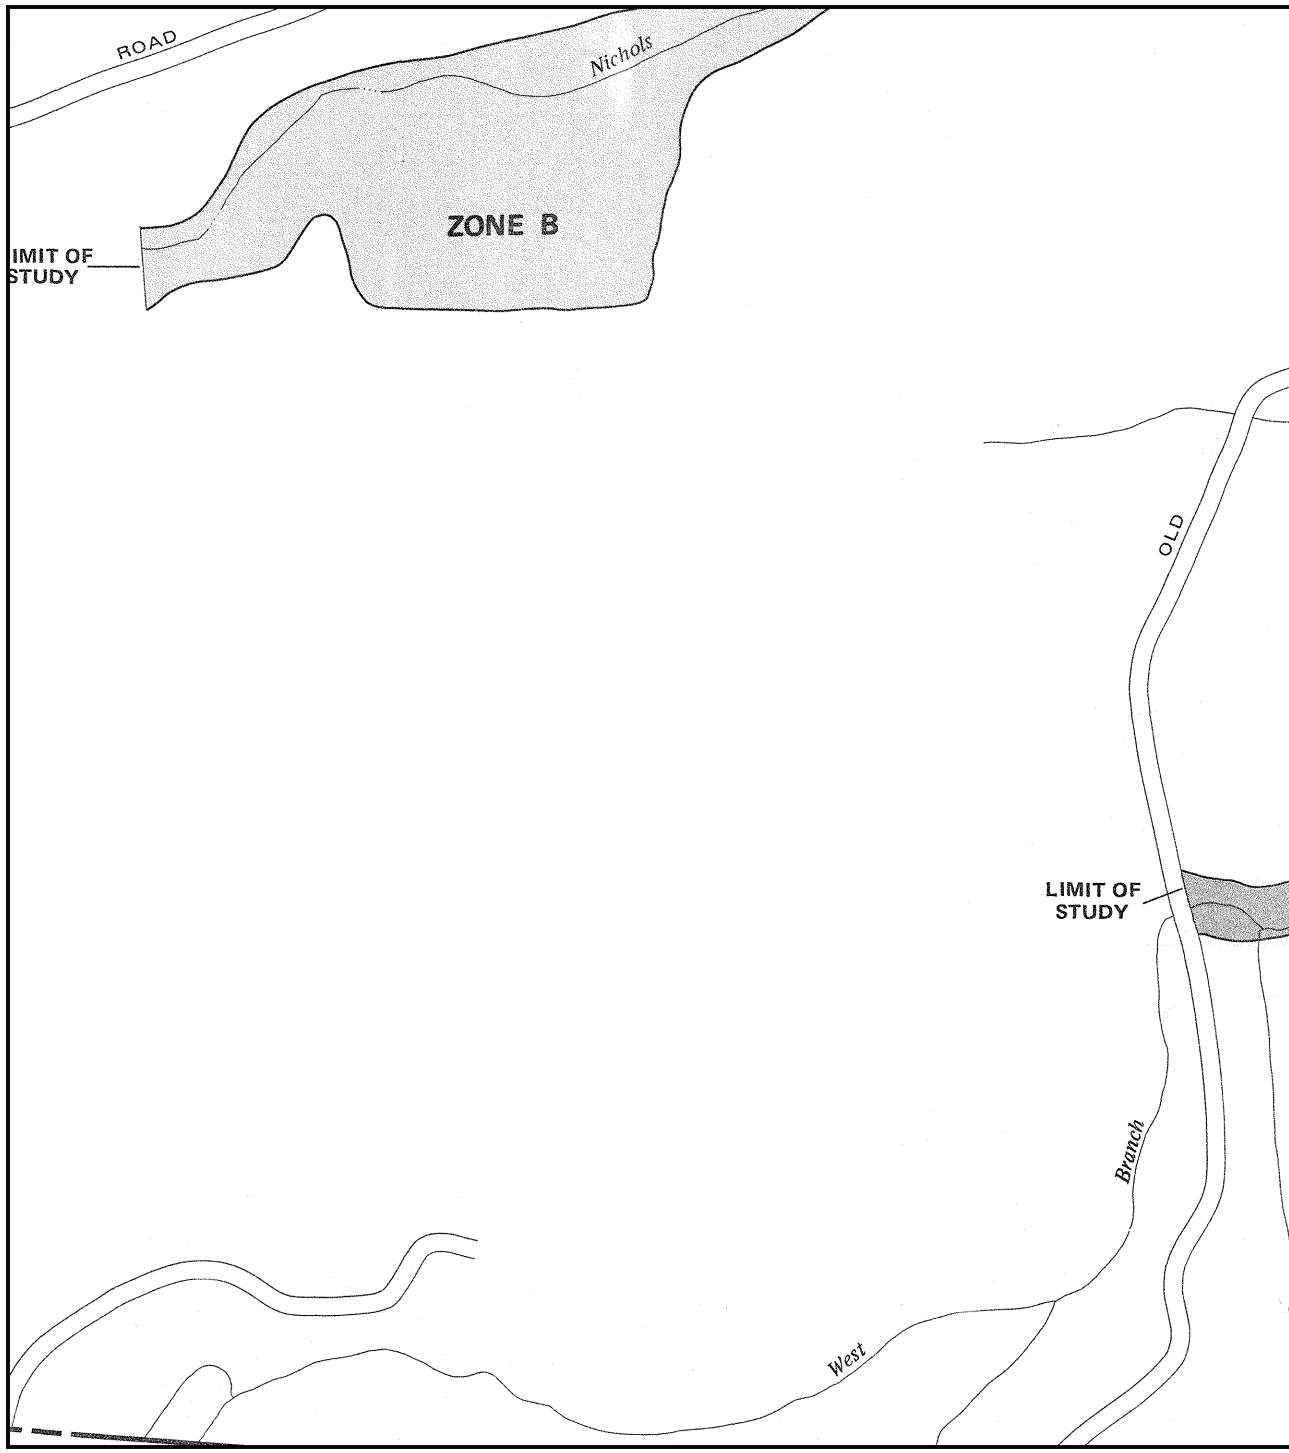 ROAD
Nichols
ZONE B
IMIT OF
STUDY
OLD
LIMIT OF
STUDY
Branch
West